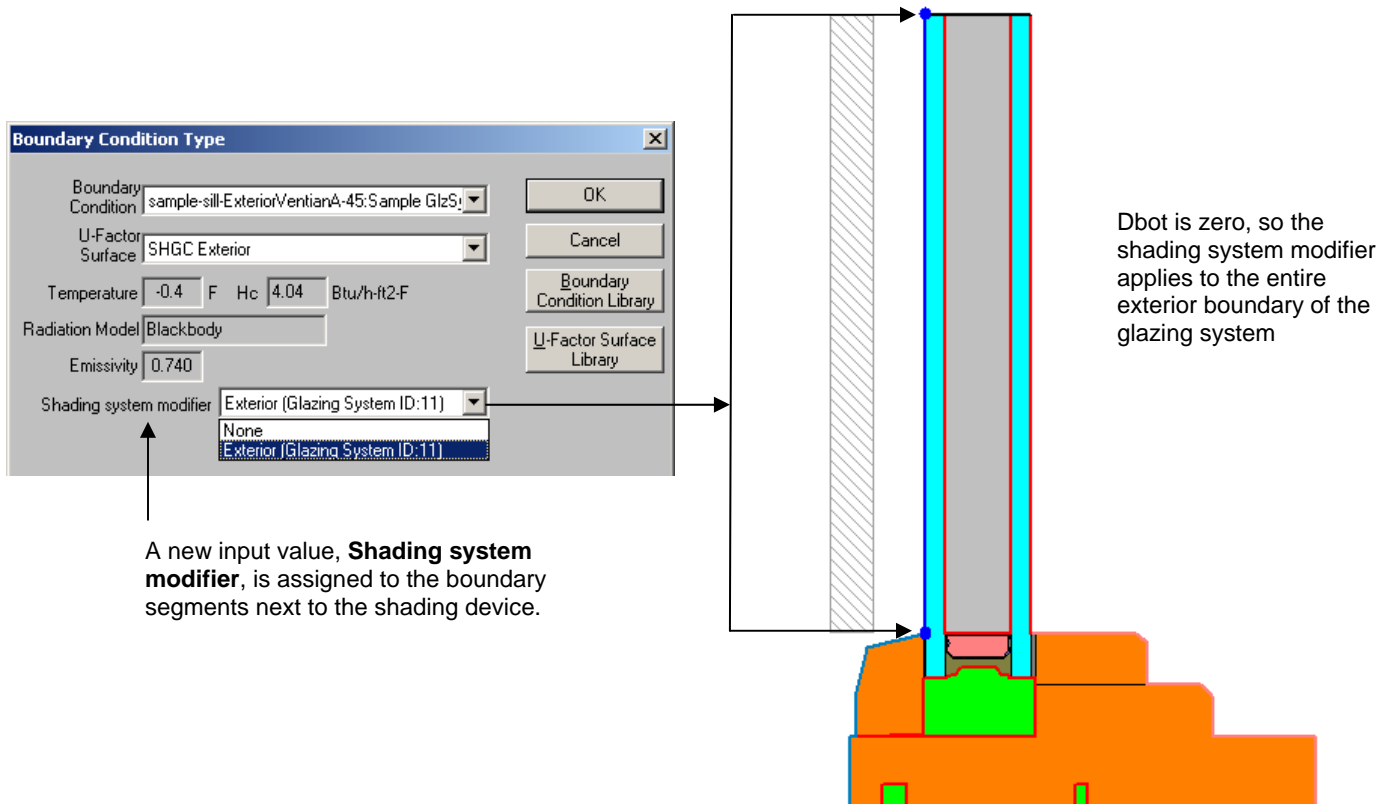 Boundary Condition Type
Boundary
Condition
sample-sill-ExteriorVentianA-45:Sample GlzSy
OK
U-Factor
Surface
SHGC Exterior
Cancel
Temperature -0.4 F Hc 4.04 Btu/h-ft2-F
Boundary
Condition Library
Radiation Model Blackbody
U-Factor Surface
Library
Emissivity 0.740
Shading system modifier Exterior (Glazing System ID:11)
None
Exterior (Glazing System ID:11)
A new input value, Shading system
modifier, is assigned to the boundary
segments next to the shading device.
Dbot is zero, so the
shading system modifier
applies to the entire
exterior boundary of the
glazing system